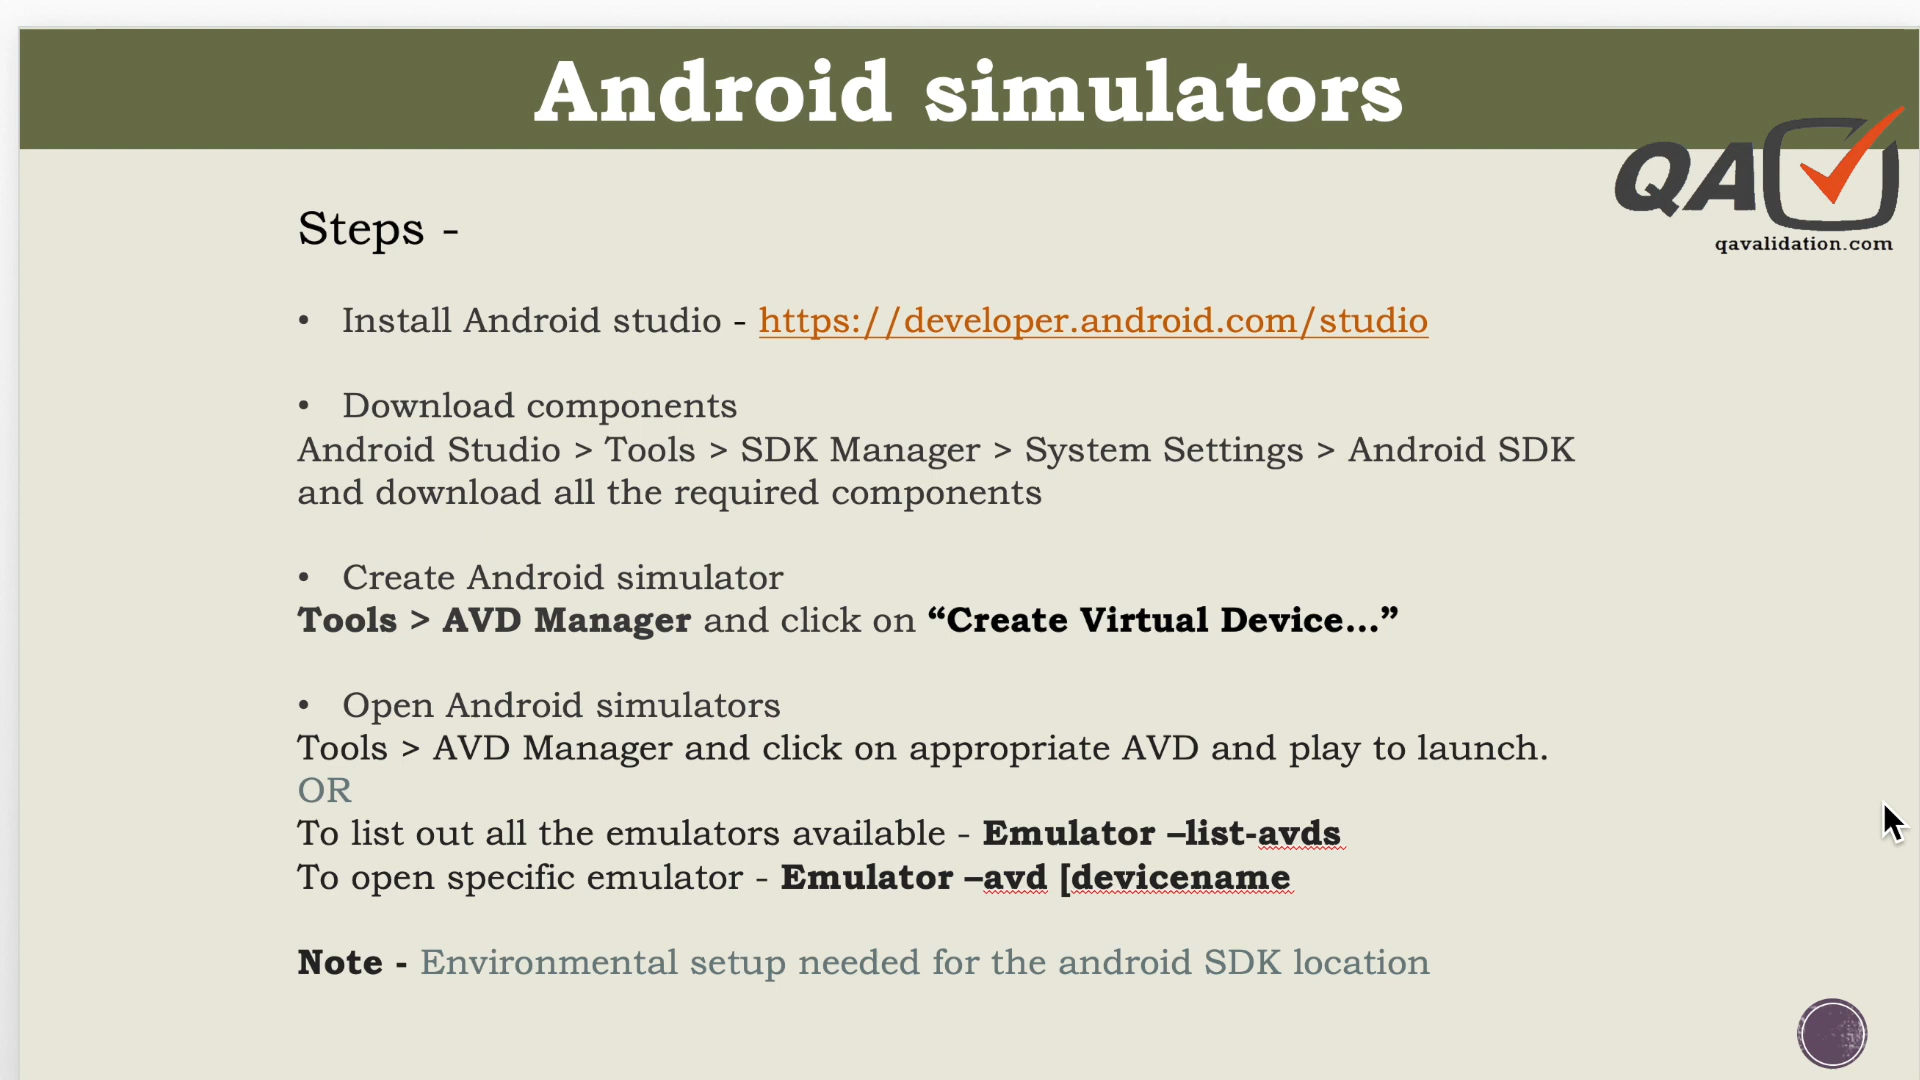 Android simulators
QA
qavalidation.com
Steps -
• Install Android studio - https://developer.android.com/studio
• Download components
Android Studio > Tools > SDK Manager > System Settings > Android SDK
and download all the required components
• Create Android simulator
Tools > AVD Manager and click on “Create Virtual Device…”
• Open Android simulators
Tools > AVD Manager and click on appropriate AVD and play to launch.
OR
To list out all the emulators available - Emulator –list-avds
To open specific emulator - Emulator –avd [devicename
Note - Environmental setup needed for the android SDK location